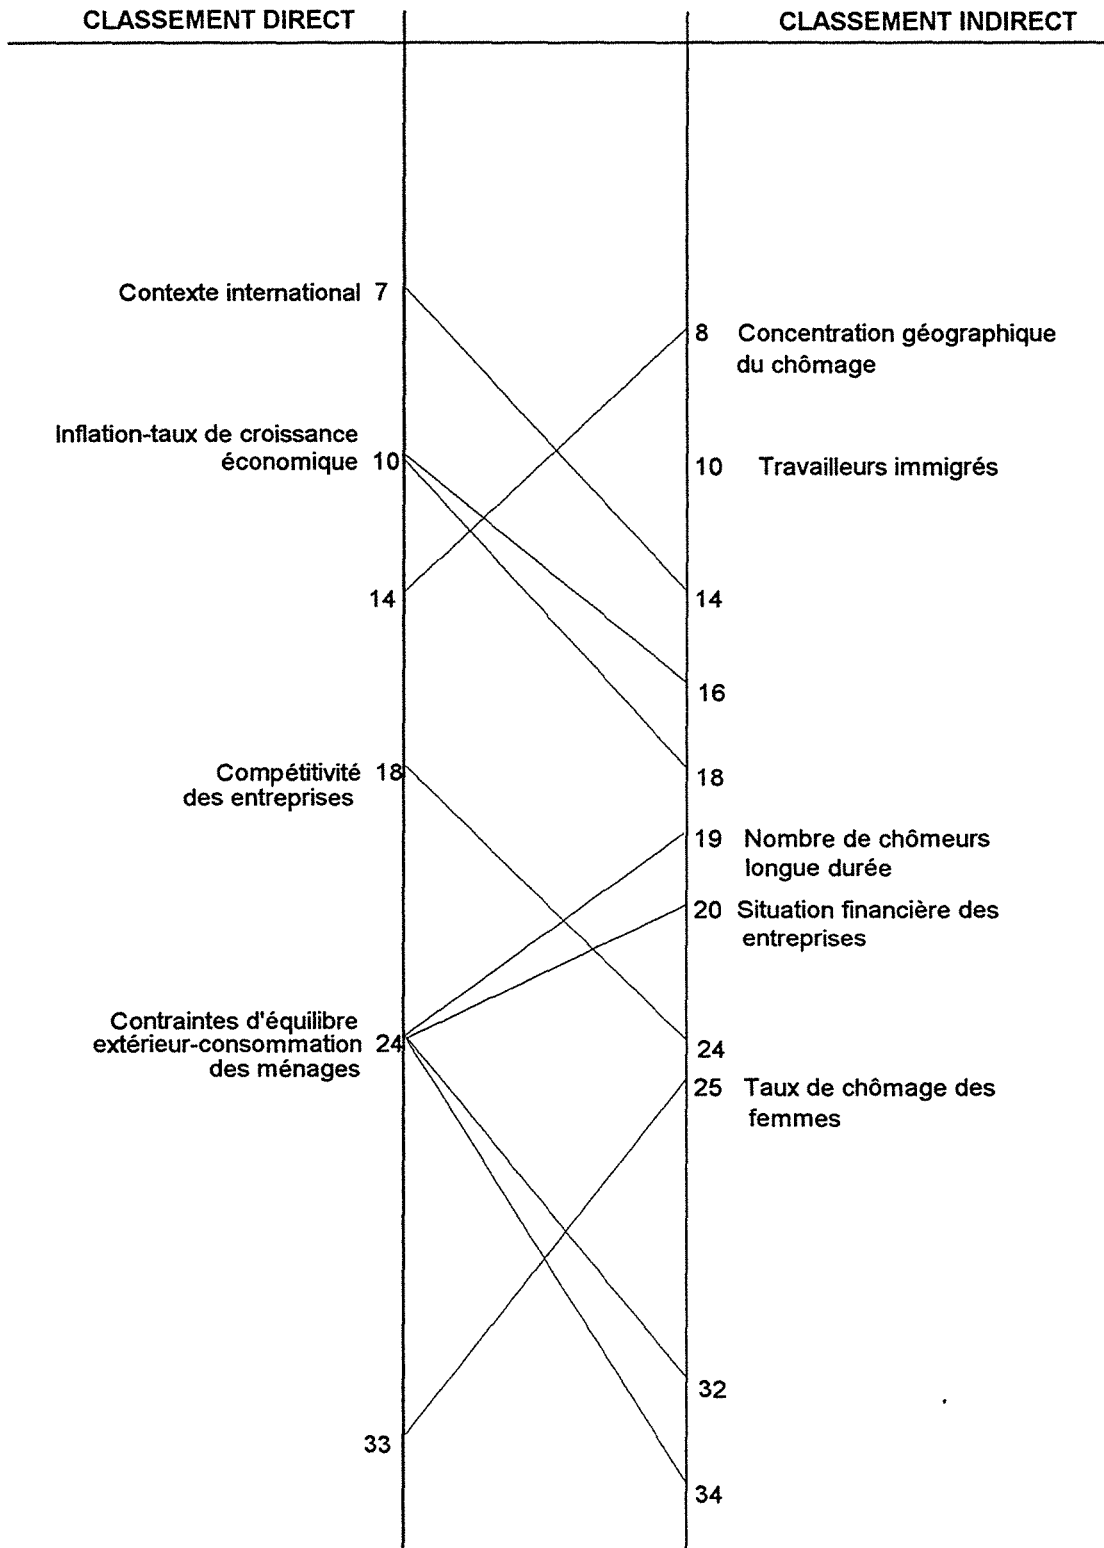 CLASSEMENT DIRECT
CLASSEMENT INDIRECT
Contexte international 7
8 Concentration géographique
du chômage
Inflation-taux de croissance
économique 10
10 Travailleurs immigrés
14
14
16
Compétitivité 18
des entreprises
18
19 Nombre de chômeurs
longue durée
20 Situation financière des
entreprises
Contraintes d'équilibre
extérieur-consommation 24
des ménages
24
25 Taux de chômage des
femmes
32
33
34